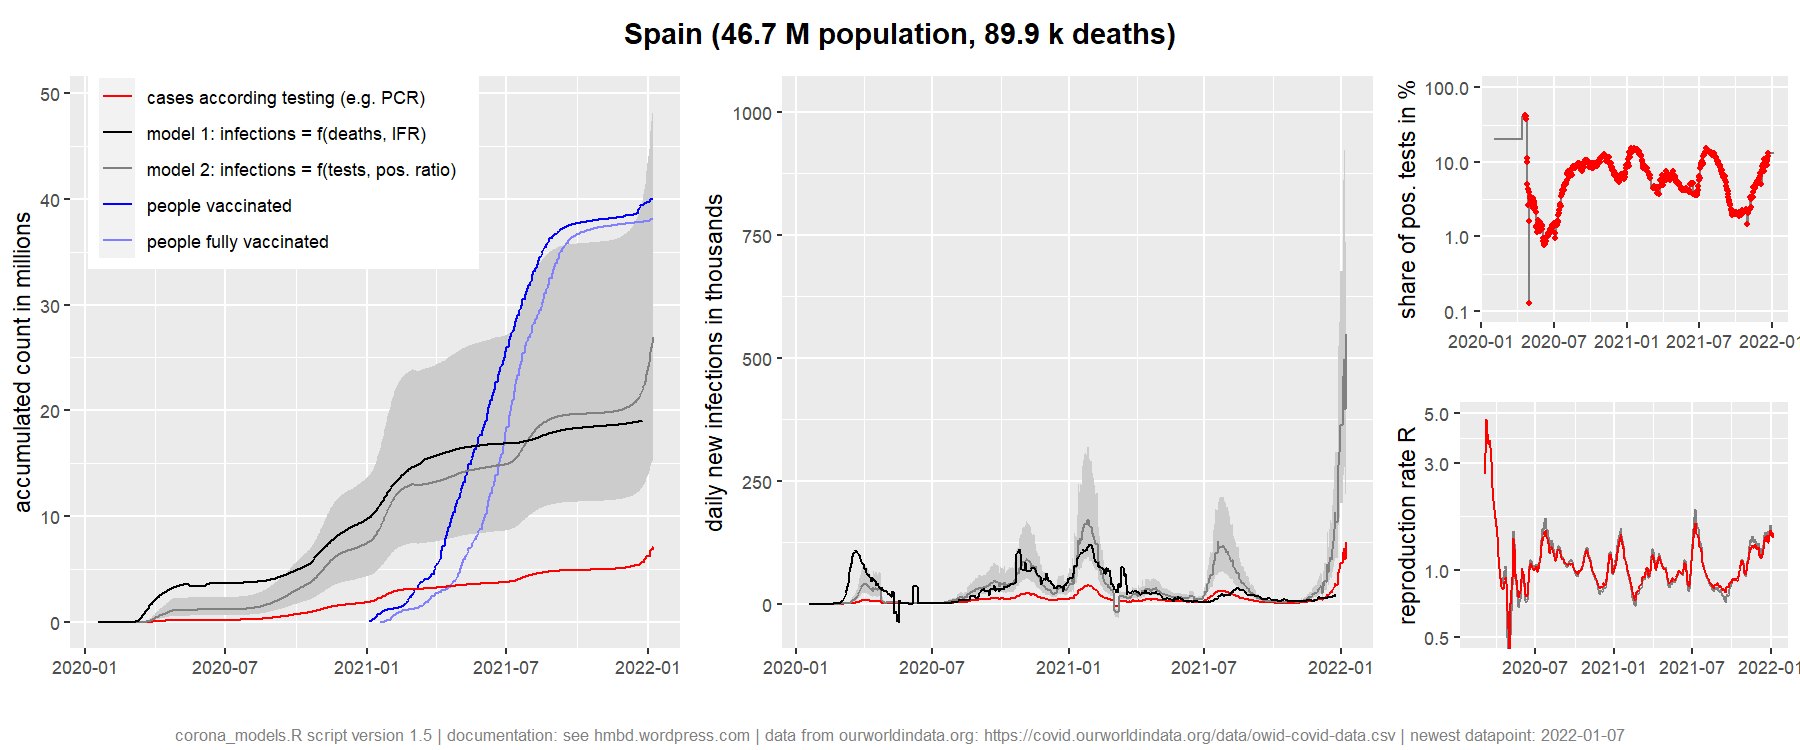 Spain (46.7 M population, 89.9 k deaths)
accumulated count in millions
50
40
30
20
10
0
cases according testing (e.g. PCR)
model 1: infections = f(deaths, IFR)
model 2: infections = f(tests, pos. ratio)
people vaccinated
people fully vaccinated
2020-01 2020-07 2021-01 2021-07 2022-01
daily new infections in thousands
1000
750
500
250
0
2020-01 2020-07 2021-01 2021-07 2022-01
share of pos. tests in %
100.0
10.0
1.0
0.1
2020-01 2020-07 2021-01 2021-07 2022-01
reproduction rate R
5.0
3.0
1.0
0.5
2020-07 2021-01 2021-07 2022-01
corona_models.R script version 1.5 | documentation: see hmbd.wordpress.com | data from ourworldindata.org: https://covid.ourworldindata.org/data/owid-covid-data.csv | newest datapoint: 2022-01-07